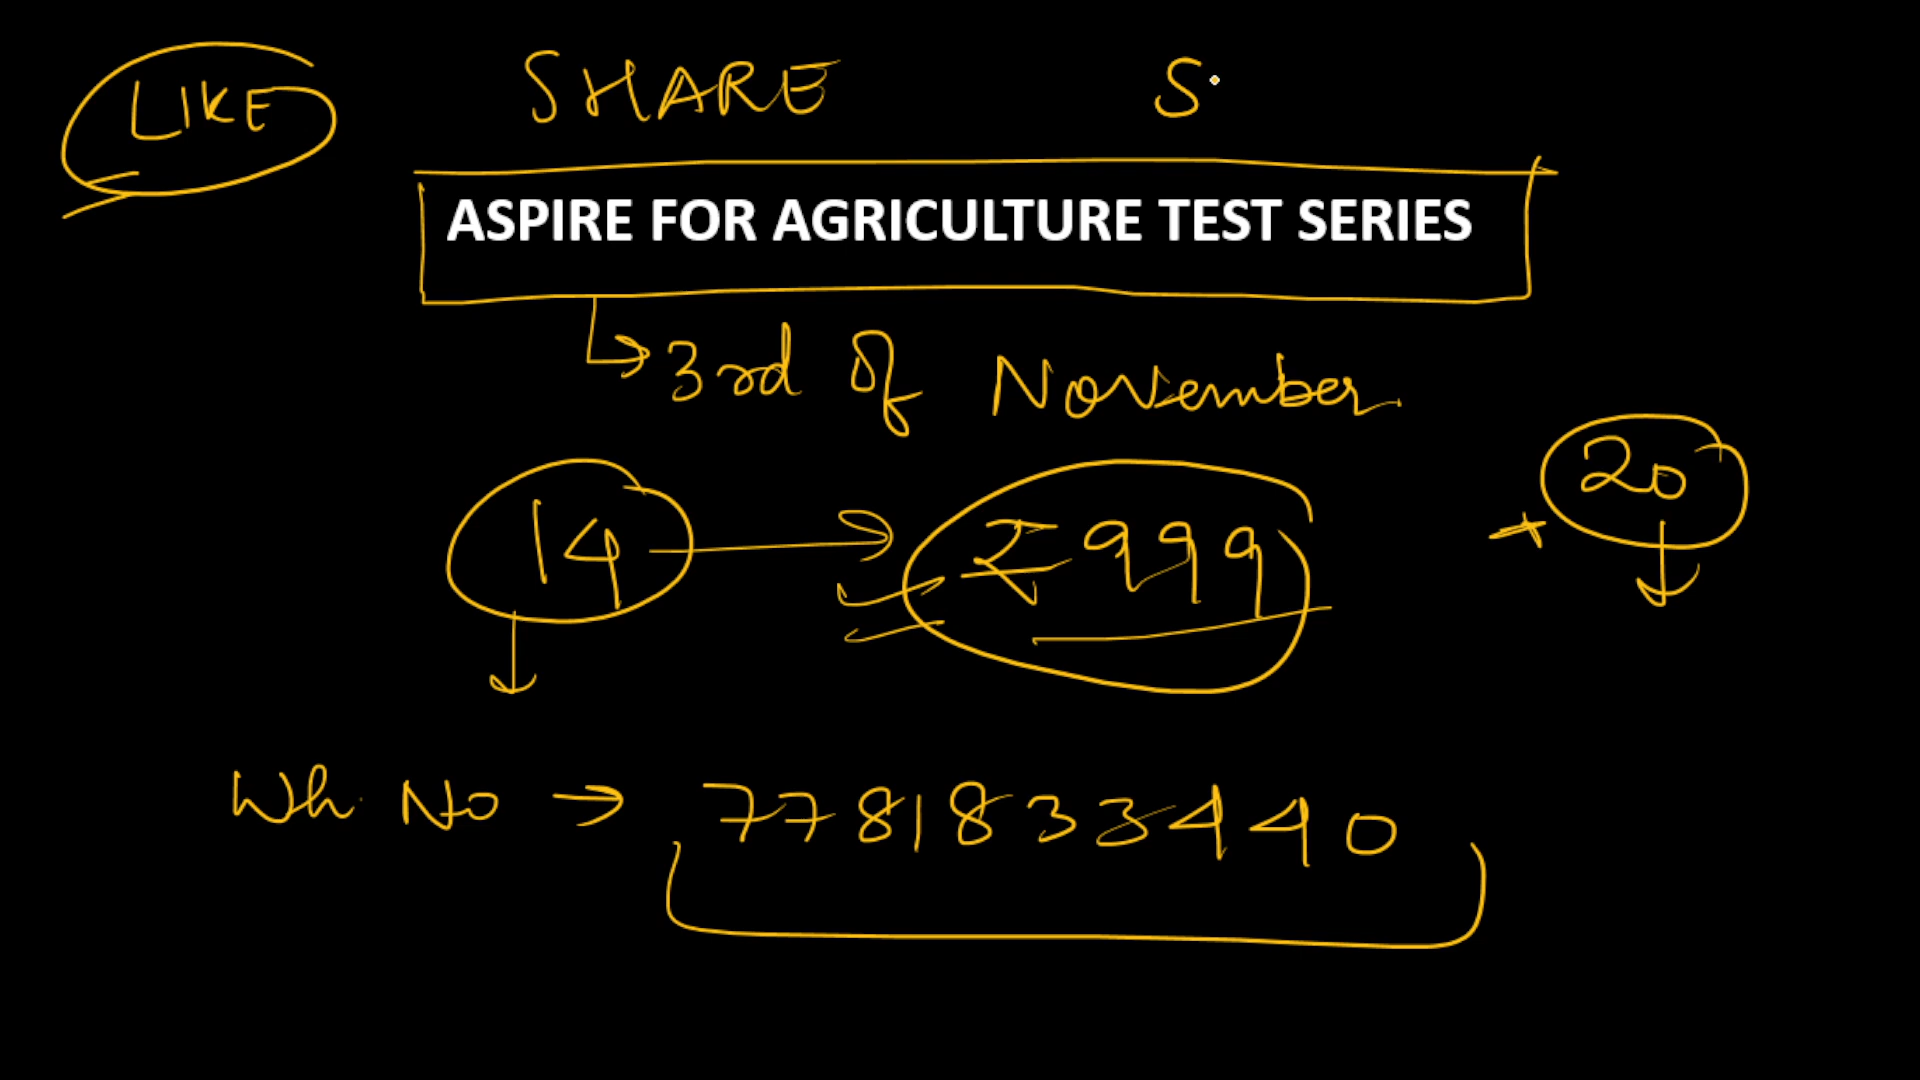 LIKE SHARE S
ASPIRE FOR AGRICULTURE TEST SERIES
3rd of November
20
14 ₹999
Wh. No → 7781833440